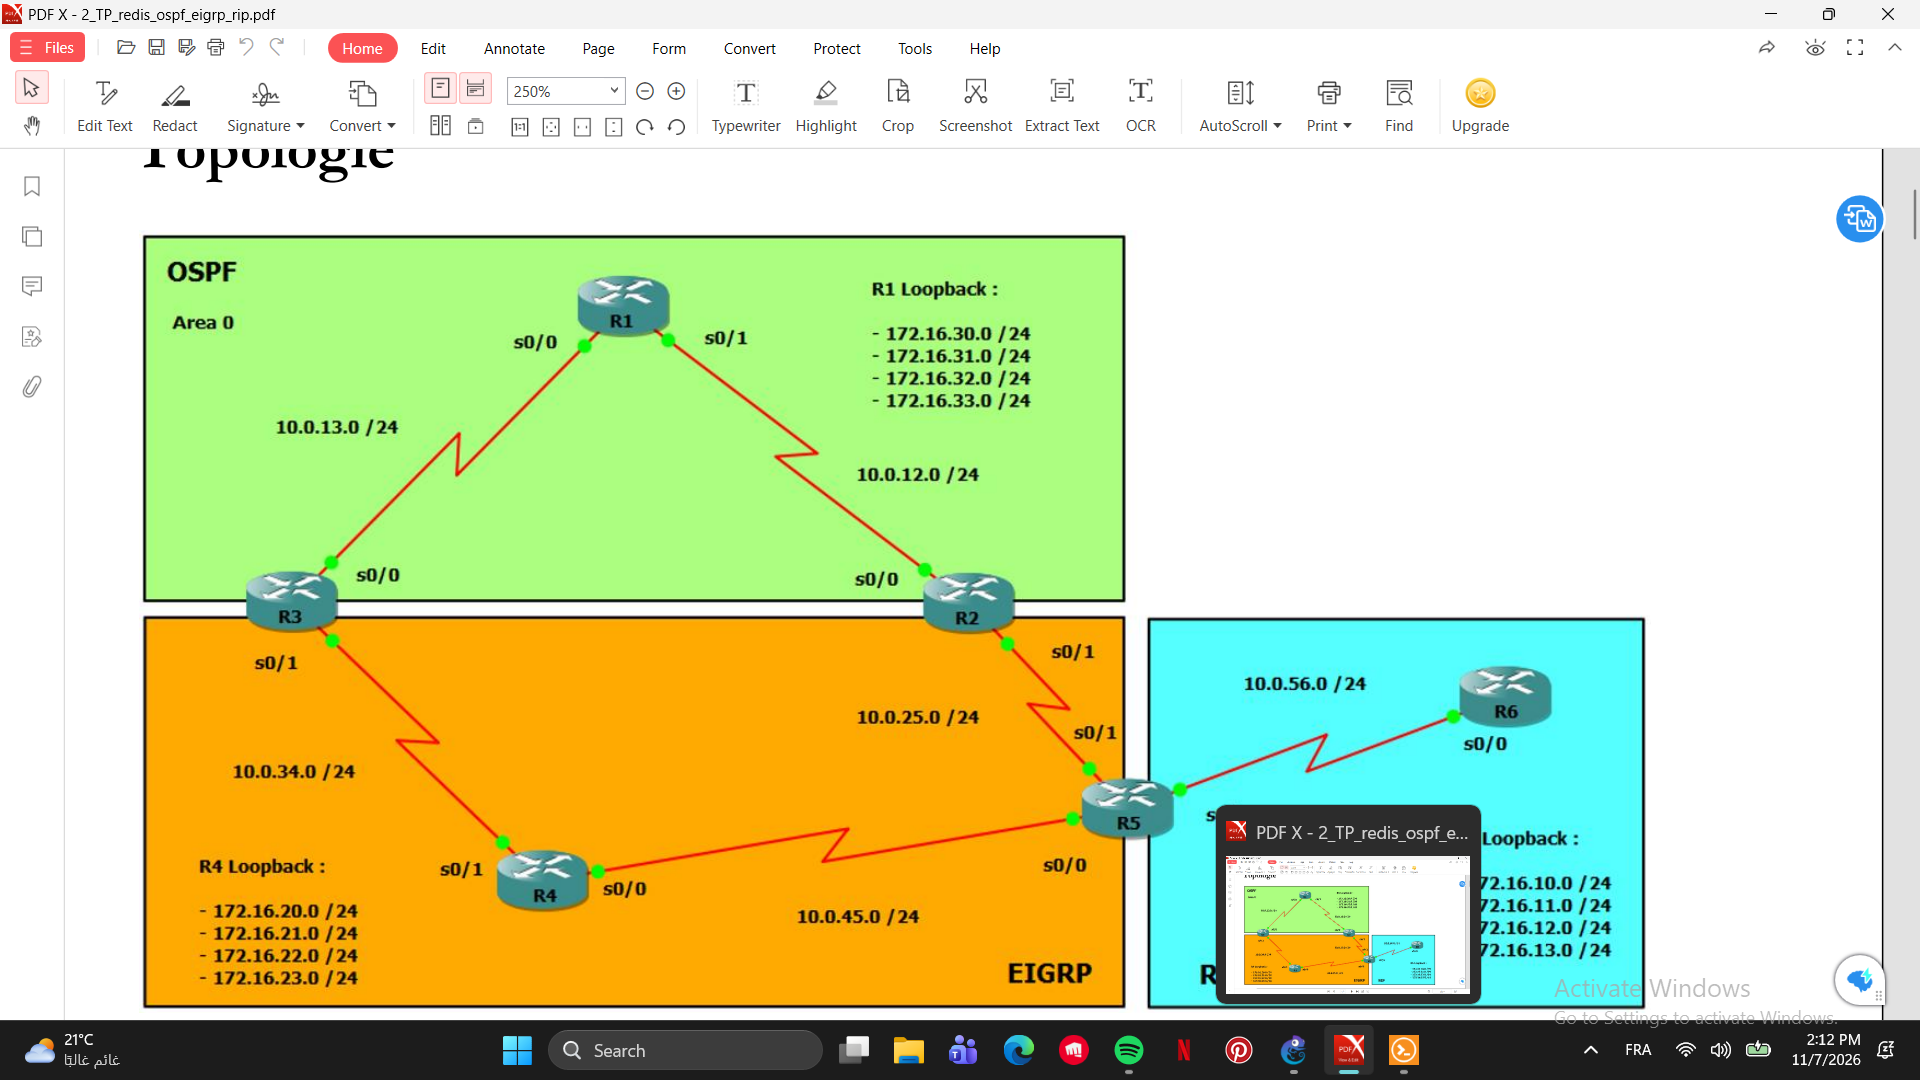 PDF X - 2_TP_redis_ospf_eigrp_rip.pdf
Files
Home
Edit
Annotate
Page
Form
Convert
Protect
Tools
Help
Edit Text
Redact
Signature
Convert
250%
Typewriter
Highlight
Crop
Screenshot
Extract Text
OCR
AutoScroll
Print
Find
Upgrade
Topologie
OSPF
Area 0
R1
s0/0
s0/1
R1 Loopback :
- 172.16.30.0 /24
- 172.16.31.0 /24
- 172.16.32.0 /24
- 172.16.33.0 /24
10.0.13.0 /24
10.0.12.0 /24
s0/0
s0/0
R3
R2
s0/1
s0/1
10.0.56.0 /24
R6
s0/0
10.0.25.0 /24
s0/1
10.0.34.0 /24
R5
s
R4 Loopback :
- 172.16.20.0 /24
- 172.16.21.0 /24
- 172.16.22.0 /24
- 172.16.23.0 /24
s0/1
R4
s0/0
s0/0
10.0.45.0 /24
EIGRP
R
PDF X - 2_TP_redis_ospf_e...
Loopback :
72.16.10.0 /24
72.16.11.0 /24
72.16.12.0 /24
72.16.13.0 /24
Activate Windows
Go to Settings to activate Windows.
21°C
غائم غالبًا
Search
FRA
2:12 PM
11/7/2026